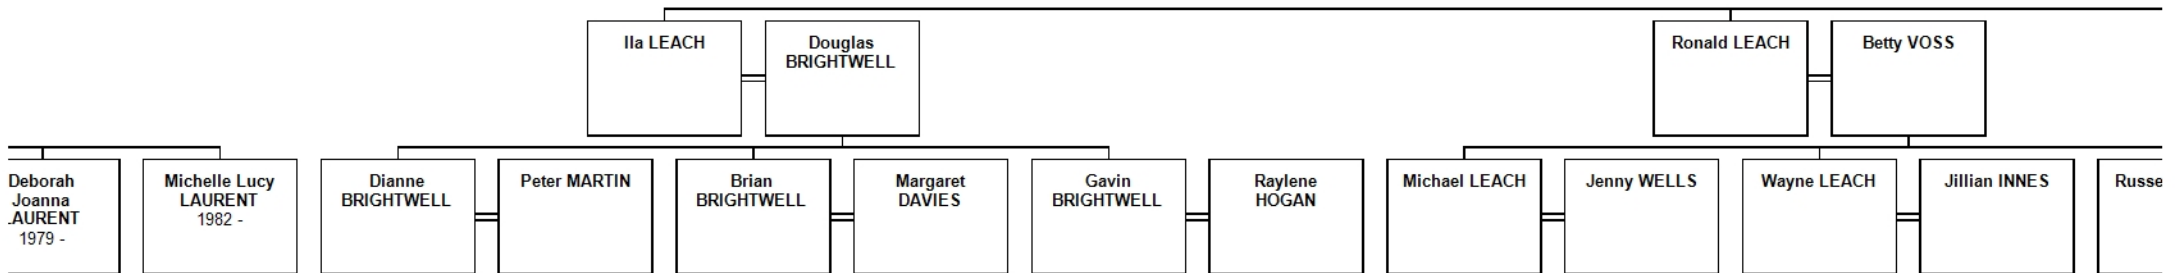 Ila LEACH
Douglas
BRIGHTWELL
Ronald LEACH
Betty VOSS
Deborah
Joanna
LAURENT
1979 -
Michelle Lucy
LAURENT
1982 -
Dianne
BRIGHTWELL
Peter MARTIN
Brian
BRIGHTWELL
Margaret
DAVIES
Gavin
BRIGHTWELL
Raylene
HOGAN
Michael LEACH
Jenny WELLS
Wayne LEACH
Jillian INNES